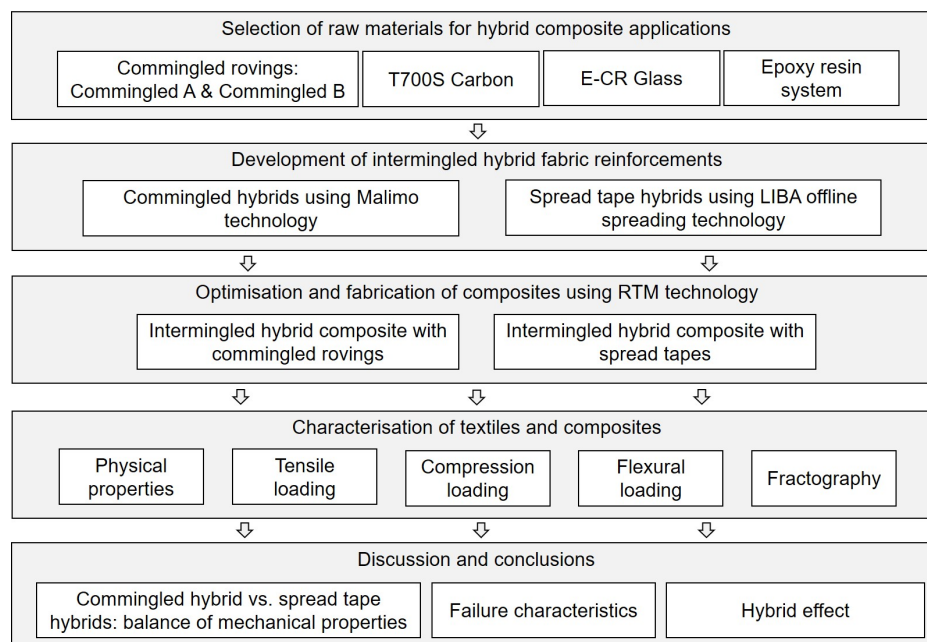 Selection of raw materials for hybrid composite applications
Commingled rovings:
Commingled A & Commingled B
T700S Carbon
E-CR Glass
Epoxy resin
system
Development of intermingled hybrid fabric reinforcements
Commingled hybrids using Malimo
technology
Spread tape hybrids using LIBA offline
spreading technology
Optimisation and fabrication of composites using RTM technology
Intermingled hybrid composite with
commingled rovings
Intermingled hybrid composite with
spread tapes
Characterisation of textiles and composites
Physical
properties
Tensile
loading
Compression
loading
Flexural
loading
Fractography
Discussion and conclusions
Commingled hybrid vs. spread tape
hybrids: balance of mechanical properties
Failure characteristics
Hybrid effect